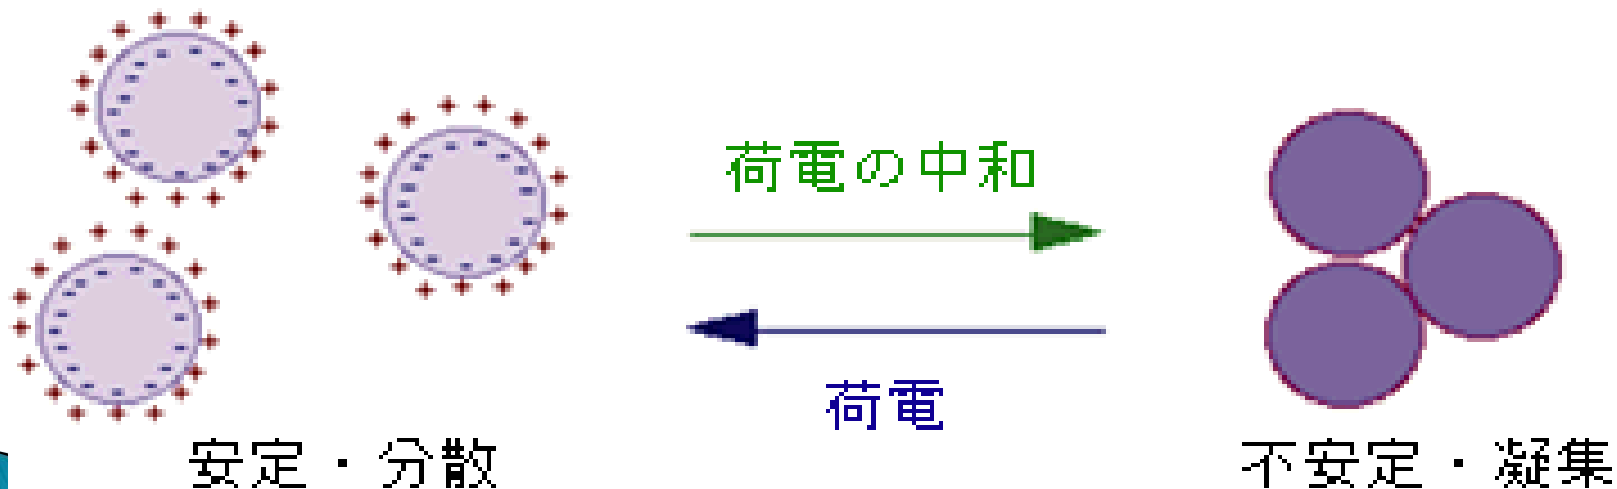 荷電の中和
荷電
安定・分散
不安定・凝集